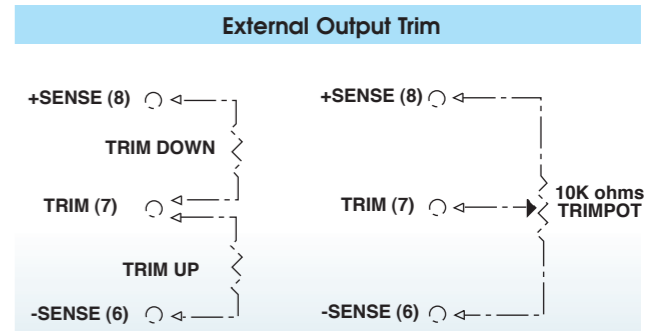 External Output Trim
+SENSE (8)
TRIM DOWN
TRIM (7)
TRIM UP
-SENSE (6)
+SENSE (8)
TRIM (7)
10K ohms
TRIMPOT
-SENSE (6)